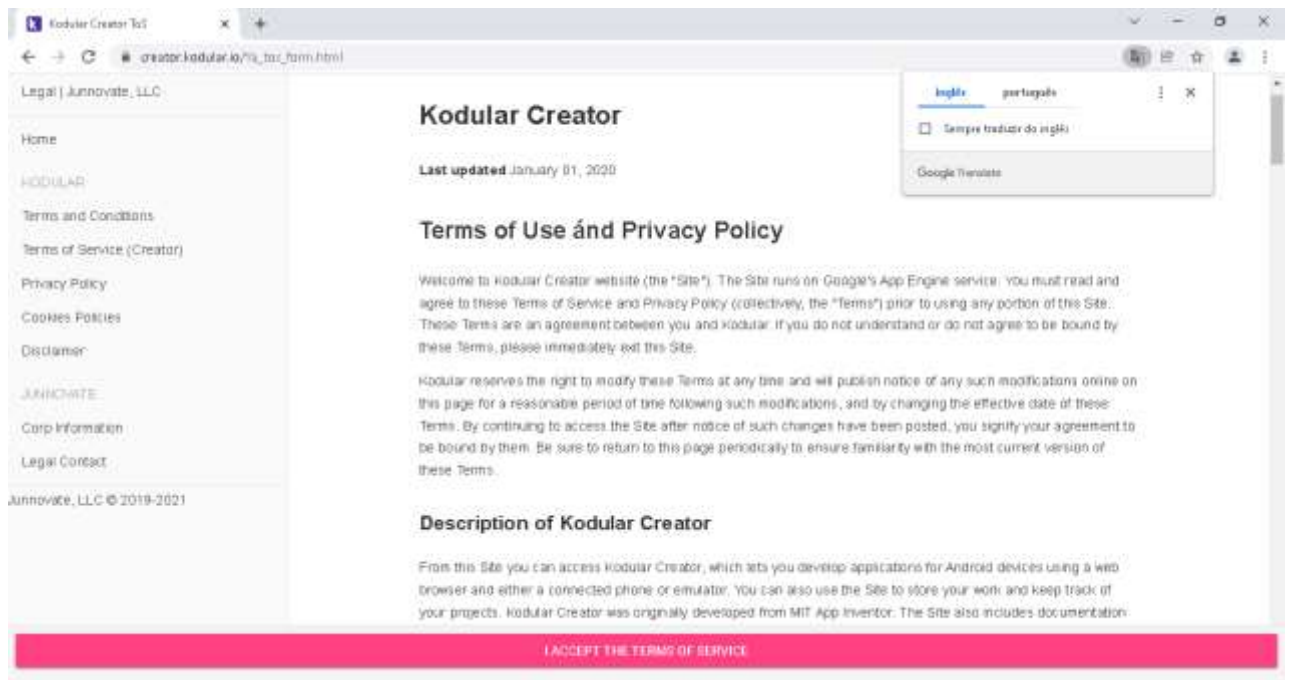 Kodular Creator ToS
creator.kodular.io/?
Legal | Junnovate, LLC
Home
KODULAR
Terms and Conditions
Terms of Service (Creator)
Privacy Policy
Cookies Policies
Disclaimer
JUNNOVATE
Corp Information
Legal Contact
Junnovate, LLC © 2019-2021
inglês português
Sempre traduzir do inglês
Google Translate
Kodular Creator
Last updated January 01, 2020
Terms of Use ánd Privacy Policy
Welcome to Kodular Creator website (the "Site"). The Site runs on Google's App Engine service. You must read and
agree to these Terms of Service and Privacy Policy (collectively, the "Terms") prior to using any portion of this Site.
These Terms are an agreement between you and Kodular. If you do not understand or do not agree to be bound by
these Terms, please immediately exit this Site.
Kodular reserves the right to modify these Terms at any time and will publish notice of any such modifications online on
this page for a reasonable period of time following such modifications, and by changing the effective date of these
Terms. By continuing to access the Site after notice of such changes have been posted, you signify your agreement to
be bound by them. Be sure to return to this page periodically to ensure familiarity with the most current version of
these Terms.
Description of Kodular Creator
From this Site you can access Kodular Creator, which lets you develop applications for Android devices using a web
browser and either a connected phone or emulator. You can also use the Site to store your work and keep track of
your projects. Kodular Creator was originally developed from MIT App Inventor. The Site also includes documentation
I ACCEPT THE TERMS OF SERVICE